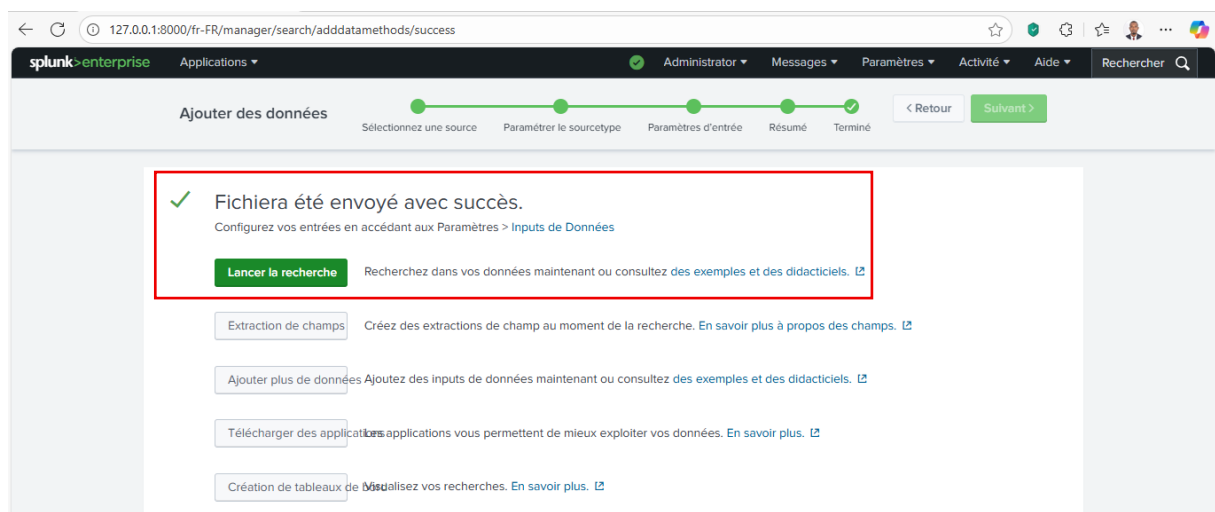 127.0.0.1:8000/fr-FR/manager/search/adddatamethods/success
splunk>enterprise Applications Administrator Messages Paramètres Activité Aide Rechercher
Ajouter des données
Sélectionnez une source Paramétrer le sourcetype Paramètres d'entrée Résumé Terminé
< Retour Suivant >
Fichiera été envoyé avec succès.
Configurez vos entrées en accédant aux Paramètres > Inputs de Données
Lancer la recherche Recherchez dans vos données maintenant ou consultez des exemples et des didacticiels.
Extraction de champs Créez des extractions de champ au moment de la recherche. En savoir plus à propos des champs.
Ajouter plus de données Ajoutez des inputs de données maintenant ou consultez des exemples et des didacticiels.
Télécharger des applications Les applications vous permettent de mieux exploiter vos données. En savoir plus.
Création de tableaux de bord Visualisez vos recherches. En savoir plus.